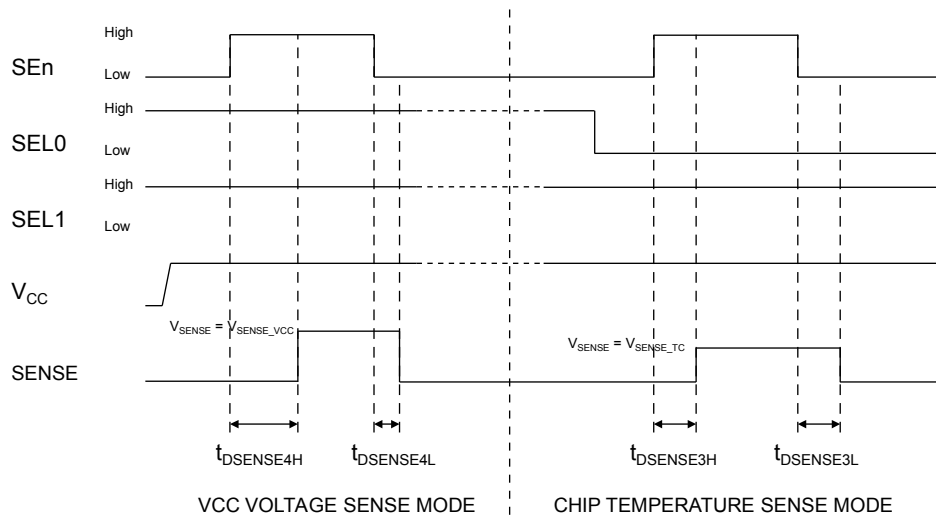 High
SEn
Low
High
SEL0
Low
High
SEL1
Low
VCC
VSENSE = VSENSE_VCC
VSENSE = VSENSE_TC
SENSE
tDSENSE4H
tDSENSE4L
tDSENSE3H
tDSENSE3L
VCC VOLTAGE SENSE MODE
CHIP TEMPERATURE SENSE MODE